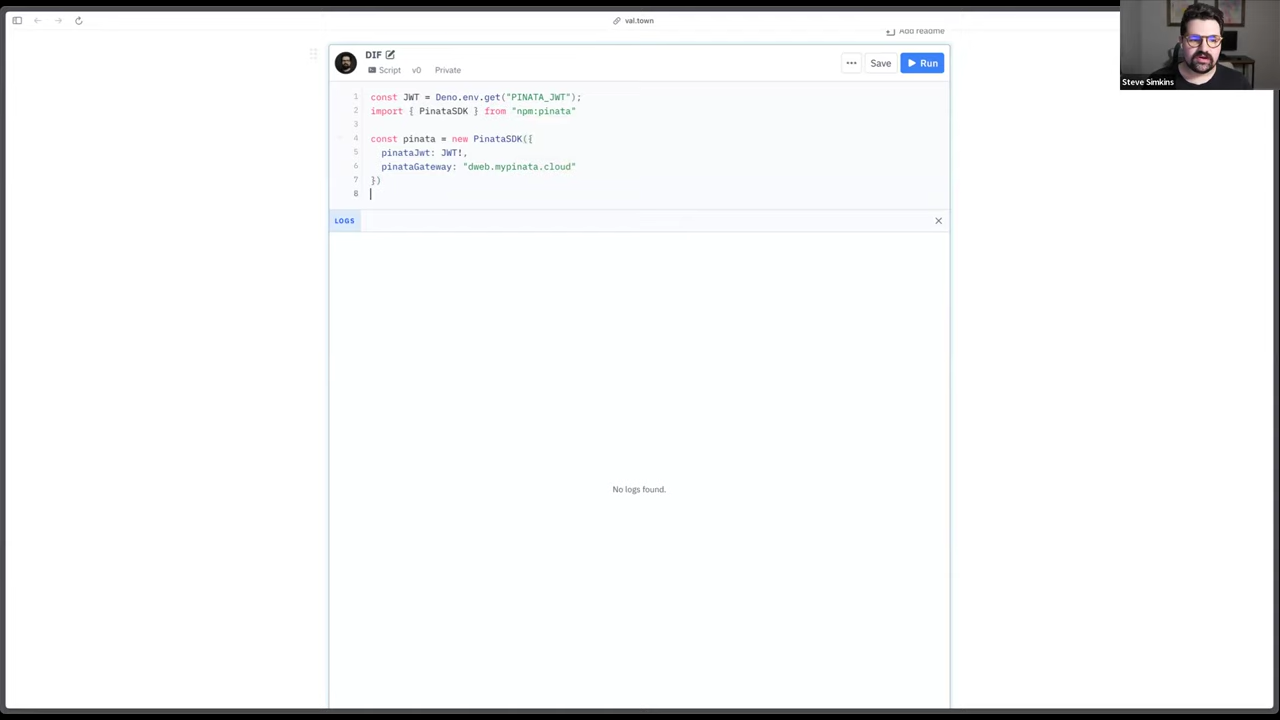 val.town
Add readme
Steve Simkins
DIF
Script v0 Private
Save
Run
1 const JWT = Deno.env.get("PINATA_JWT");
2 import { PinataSDK } from "npm:pinata"
3
4 const pinata = new PinataSDK({
5 pinataJwt: JWT!,
6 pinataGateway: "dweb.mypinata.cloud"
7 })
8
LOGS
No logs found.